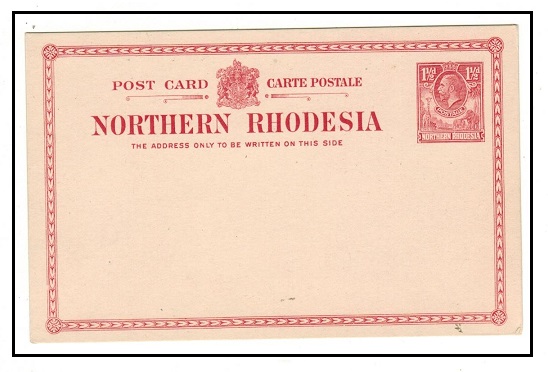 POST CARD CARTE POSTALE
NORTHERN RHODESIA
THE ADDRESS ONLY TO BE WRITTEN ON THIS SIDE
1½d 1½d
POSTAGE
NORTHERN RHODESIA